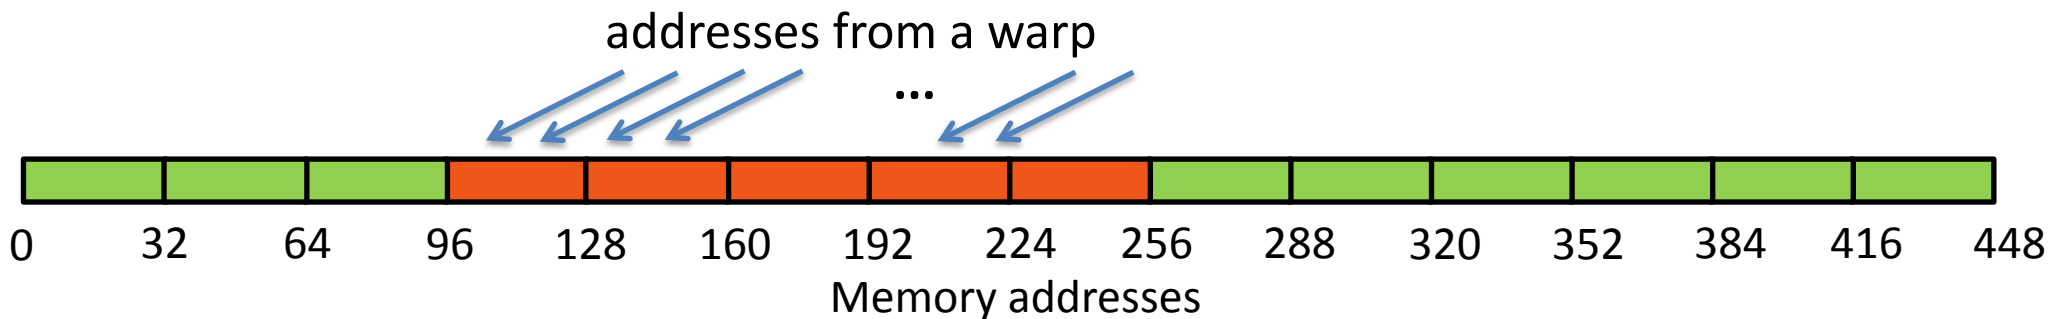 addresses from a warp
...
0 32 64 96 128 160 192 224 256 288 320 352 384 416 448
Memory addresses